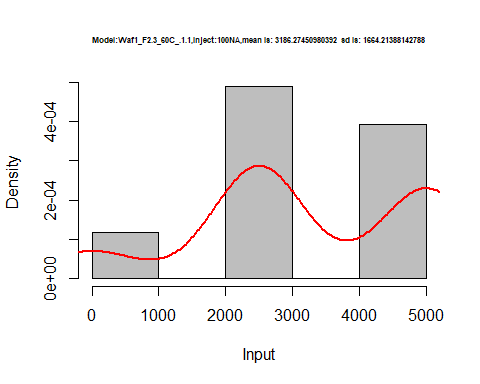 Model:Waf1_F2.3_60C_.1.1,inject:100NA,mean is: 3186.27450980392 sd is: 1664.21388142788
Density
4e-04
2e-04
0e+00
0 1000 2000 3000 4000 5000
Input